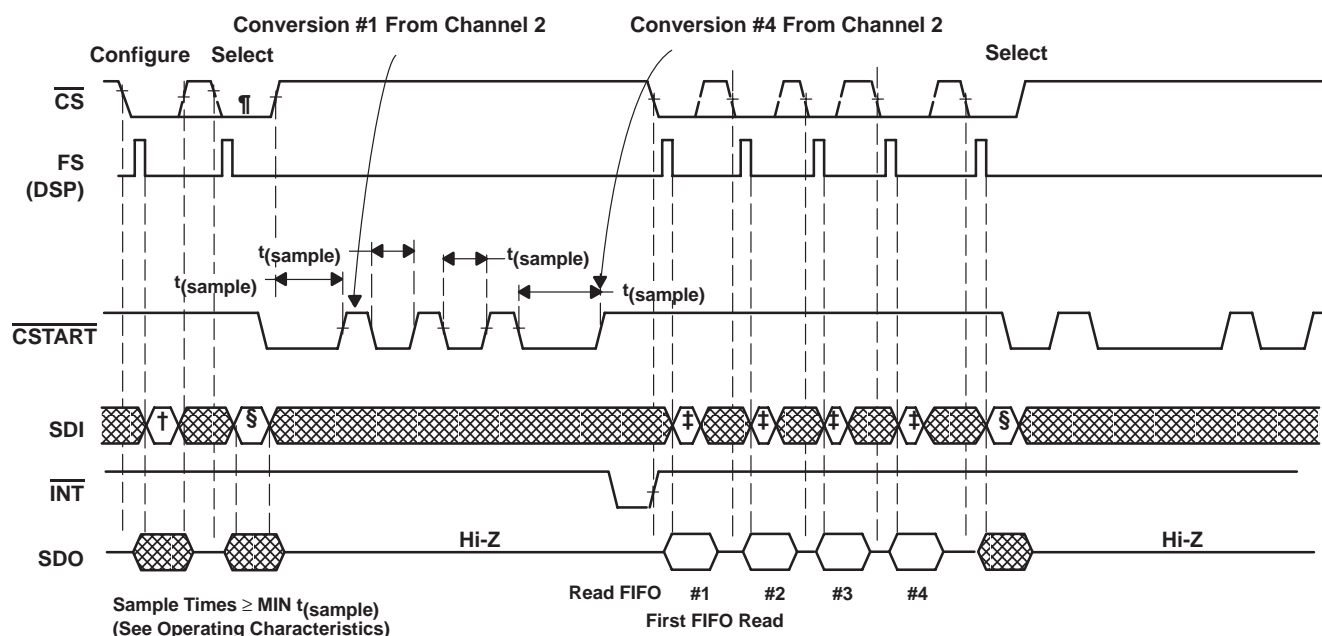 Conversion #1 From Channel 2
Conversion #4 From Channel 2
Configure
Select
Select
CS
¶
FS
(DSP)
t(sample)
t(sample)
t(sample)
t(sample)
CSTART
SDI
†
§
‡
‡
‡
‡
§
INT
SDO
Hi-Z
Hi-Z
Read FIFO
#1
#2
#3
#4
First FIFO Read
Sample Times ≥ MIN t(sample)
(See Operating Characteristics)